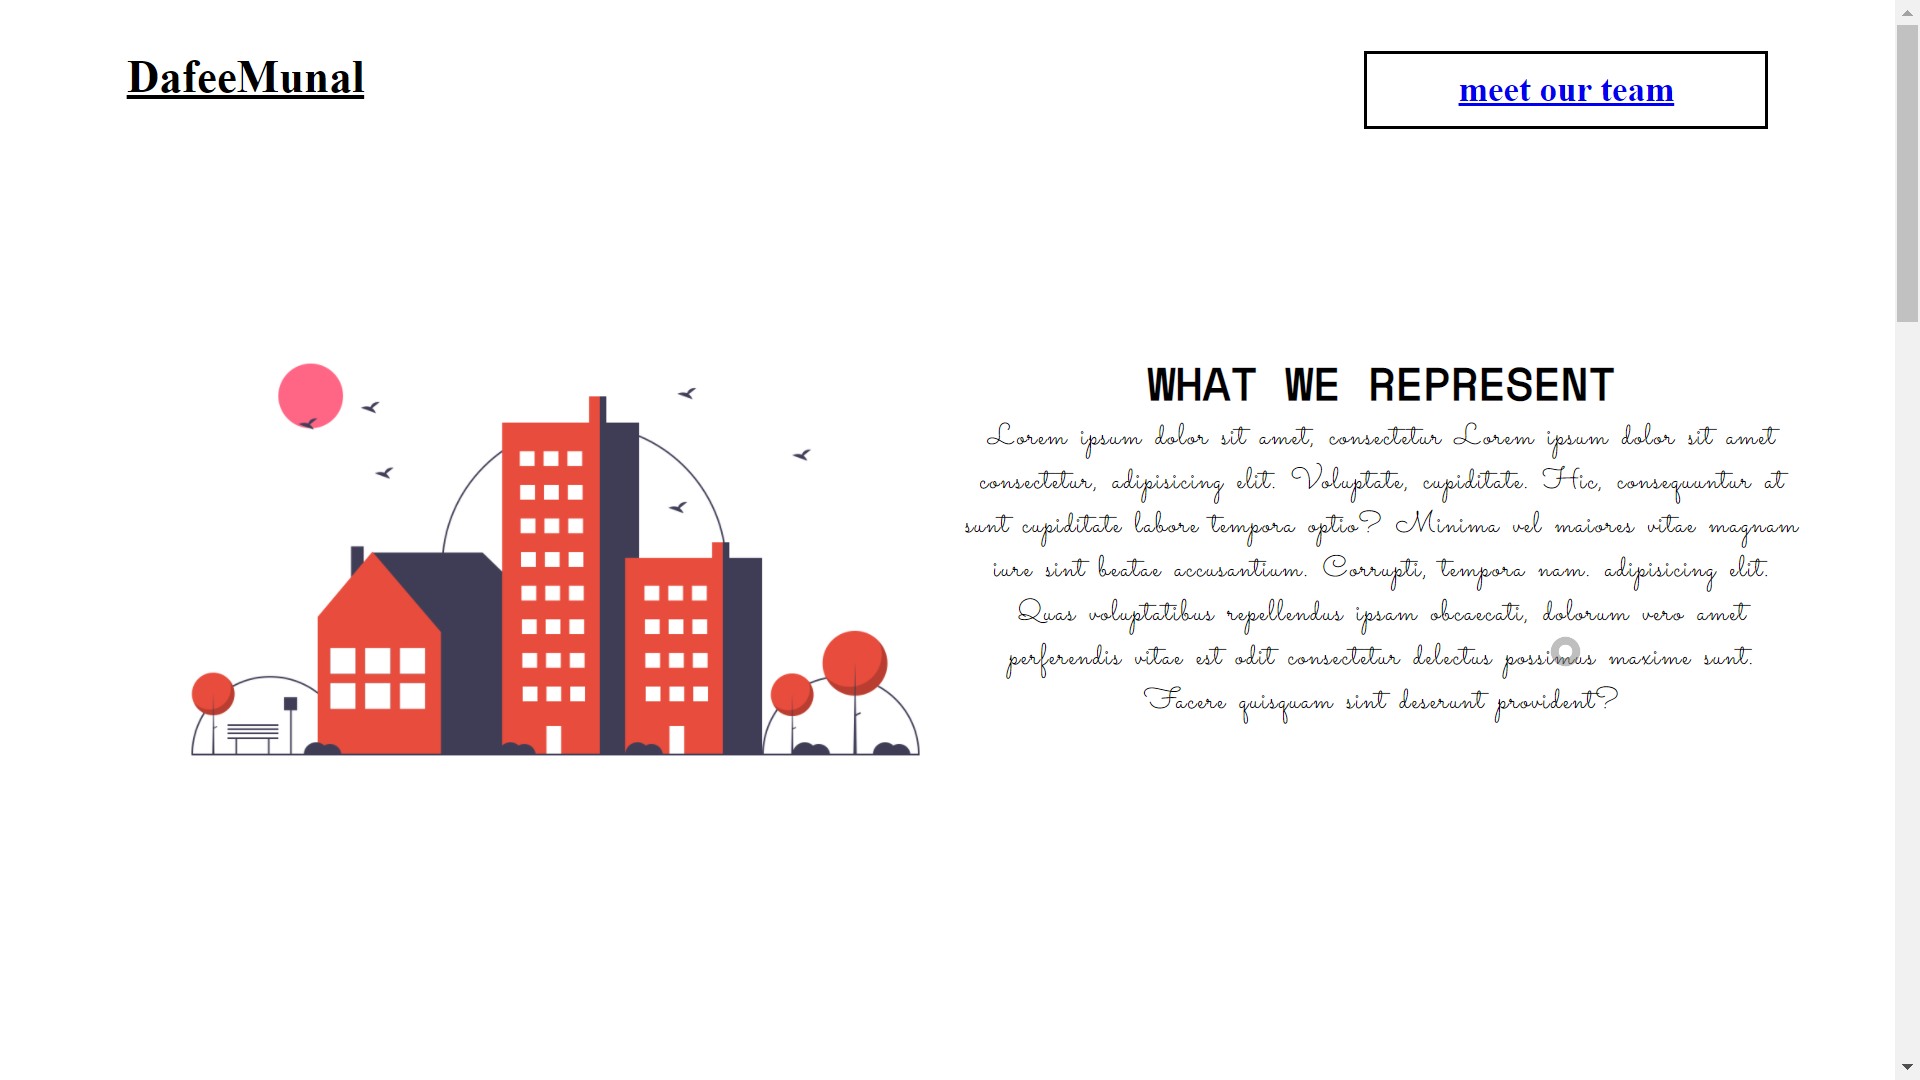 DafeeMunal
meet our team
WHAT WE REPRESENT
Lorem ipsum dolor sit amet, consectetur Lorem ipsum dolor sit amet
consectetur, adipisicing elit. Voluptate, cupiditate. Hic, consequuntur at
sunt cupiditate labore tempora optio? Minima vel maiores vitae magnam
iure sint beatae accusantium. Corrupti, tempora nam. adipisicing elit.
Quas voluptatibus repellendus ipsam obcaecati, dolorum vero amet
perferendis vitae est odit consectetur delectus possimus maxime sunt.
Facere quisquam sint deserunt provident?